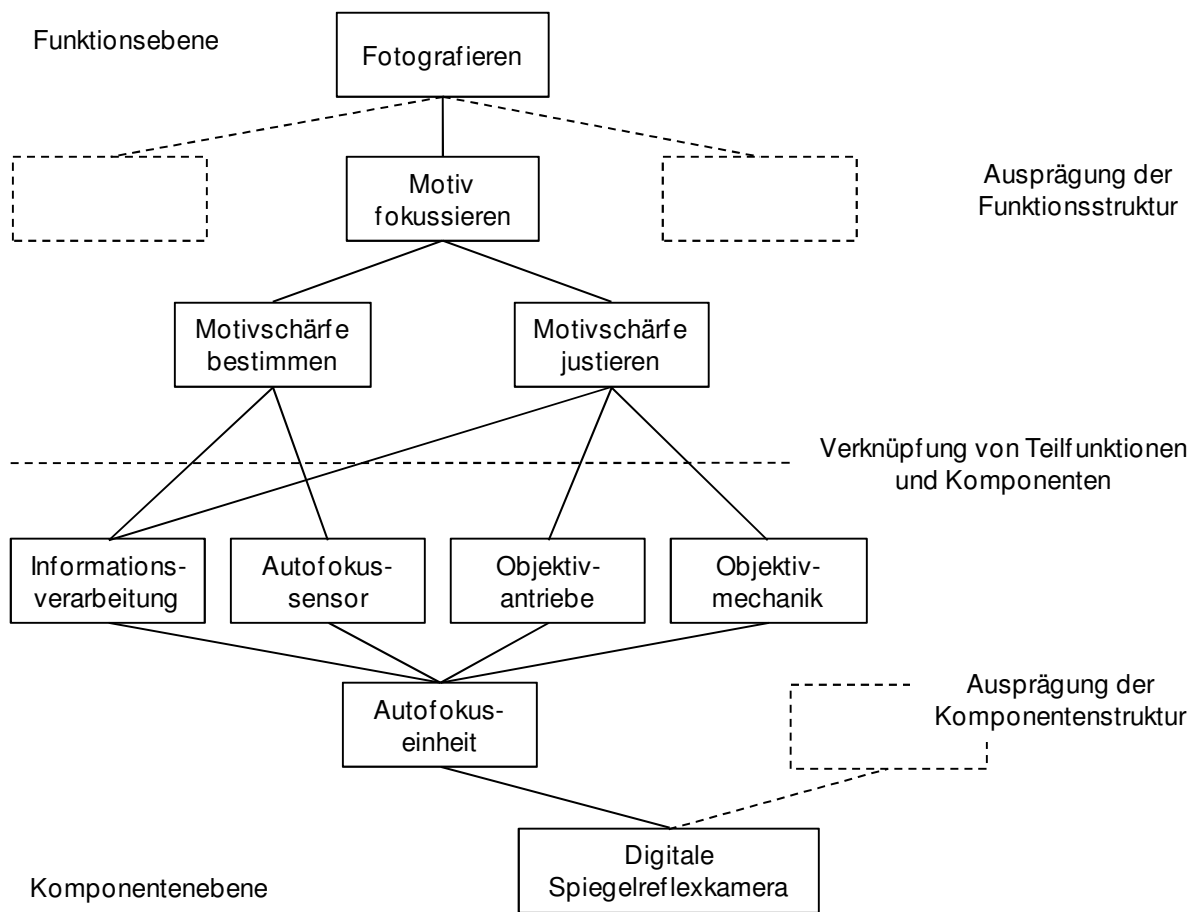 Funktionsebene
Fotografieren
Motiv
fokussieren
Ausprägung der
Funktionsstruktur
Motivschärfe
bestimmen
Motivschärfe
justieren
Verknüpfung von Teilfunktionen
und Komponenten
Informations-
verarbeitung
Autofokus-
sensor
Objektiv-
antriebe
Objektiv-
mechanik
Autofokus-
einheit
Ausprägung der
Komponentenstruktur
Digitale
Spiegelreflexkamera
Komponentenebene